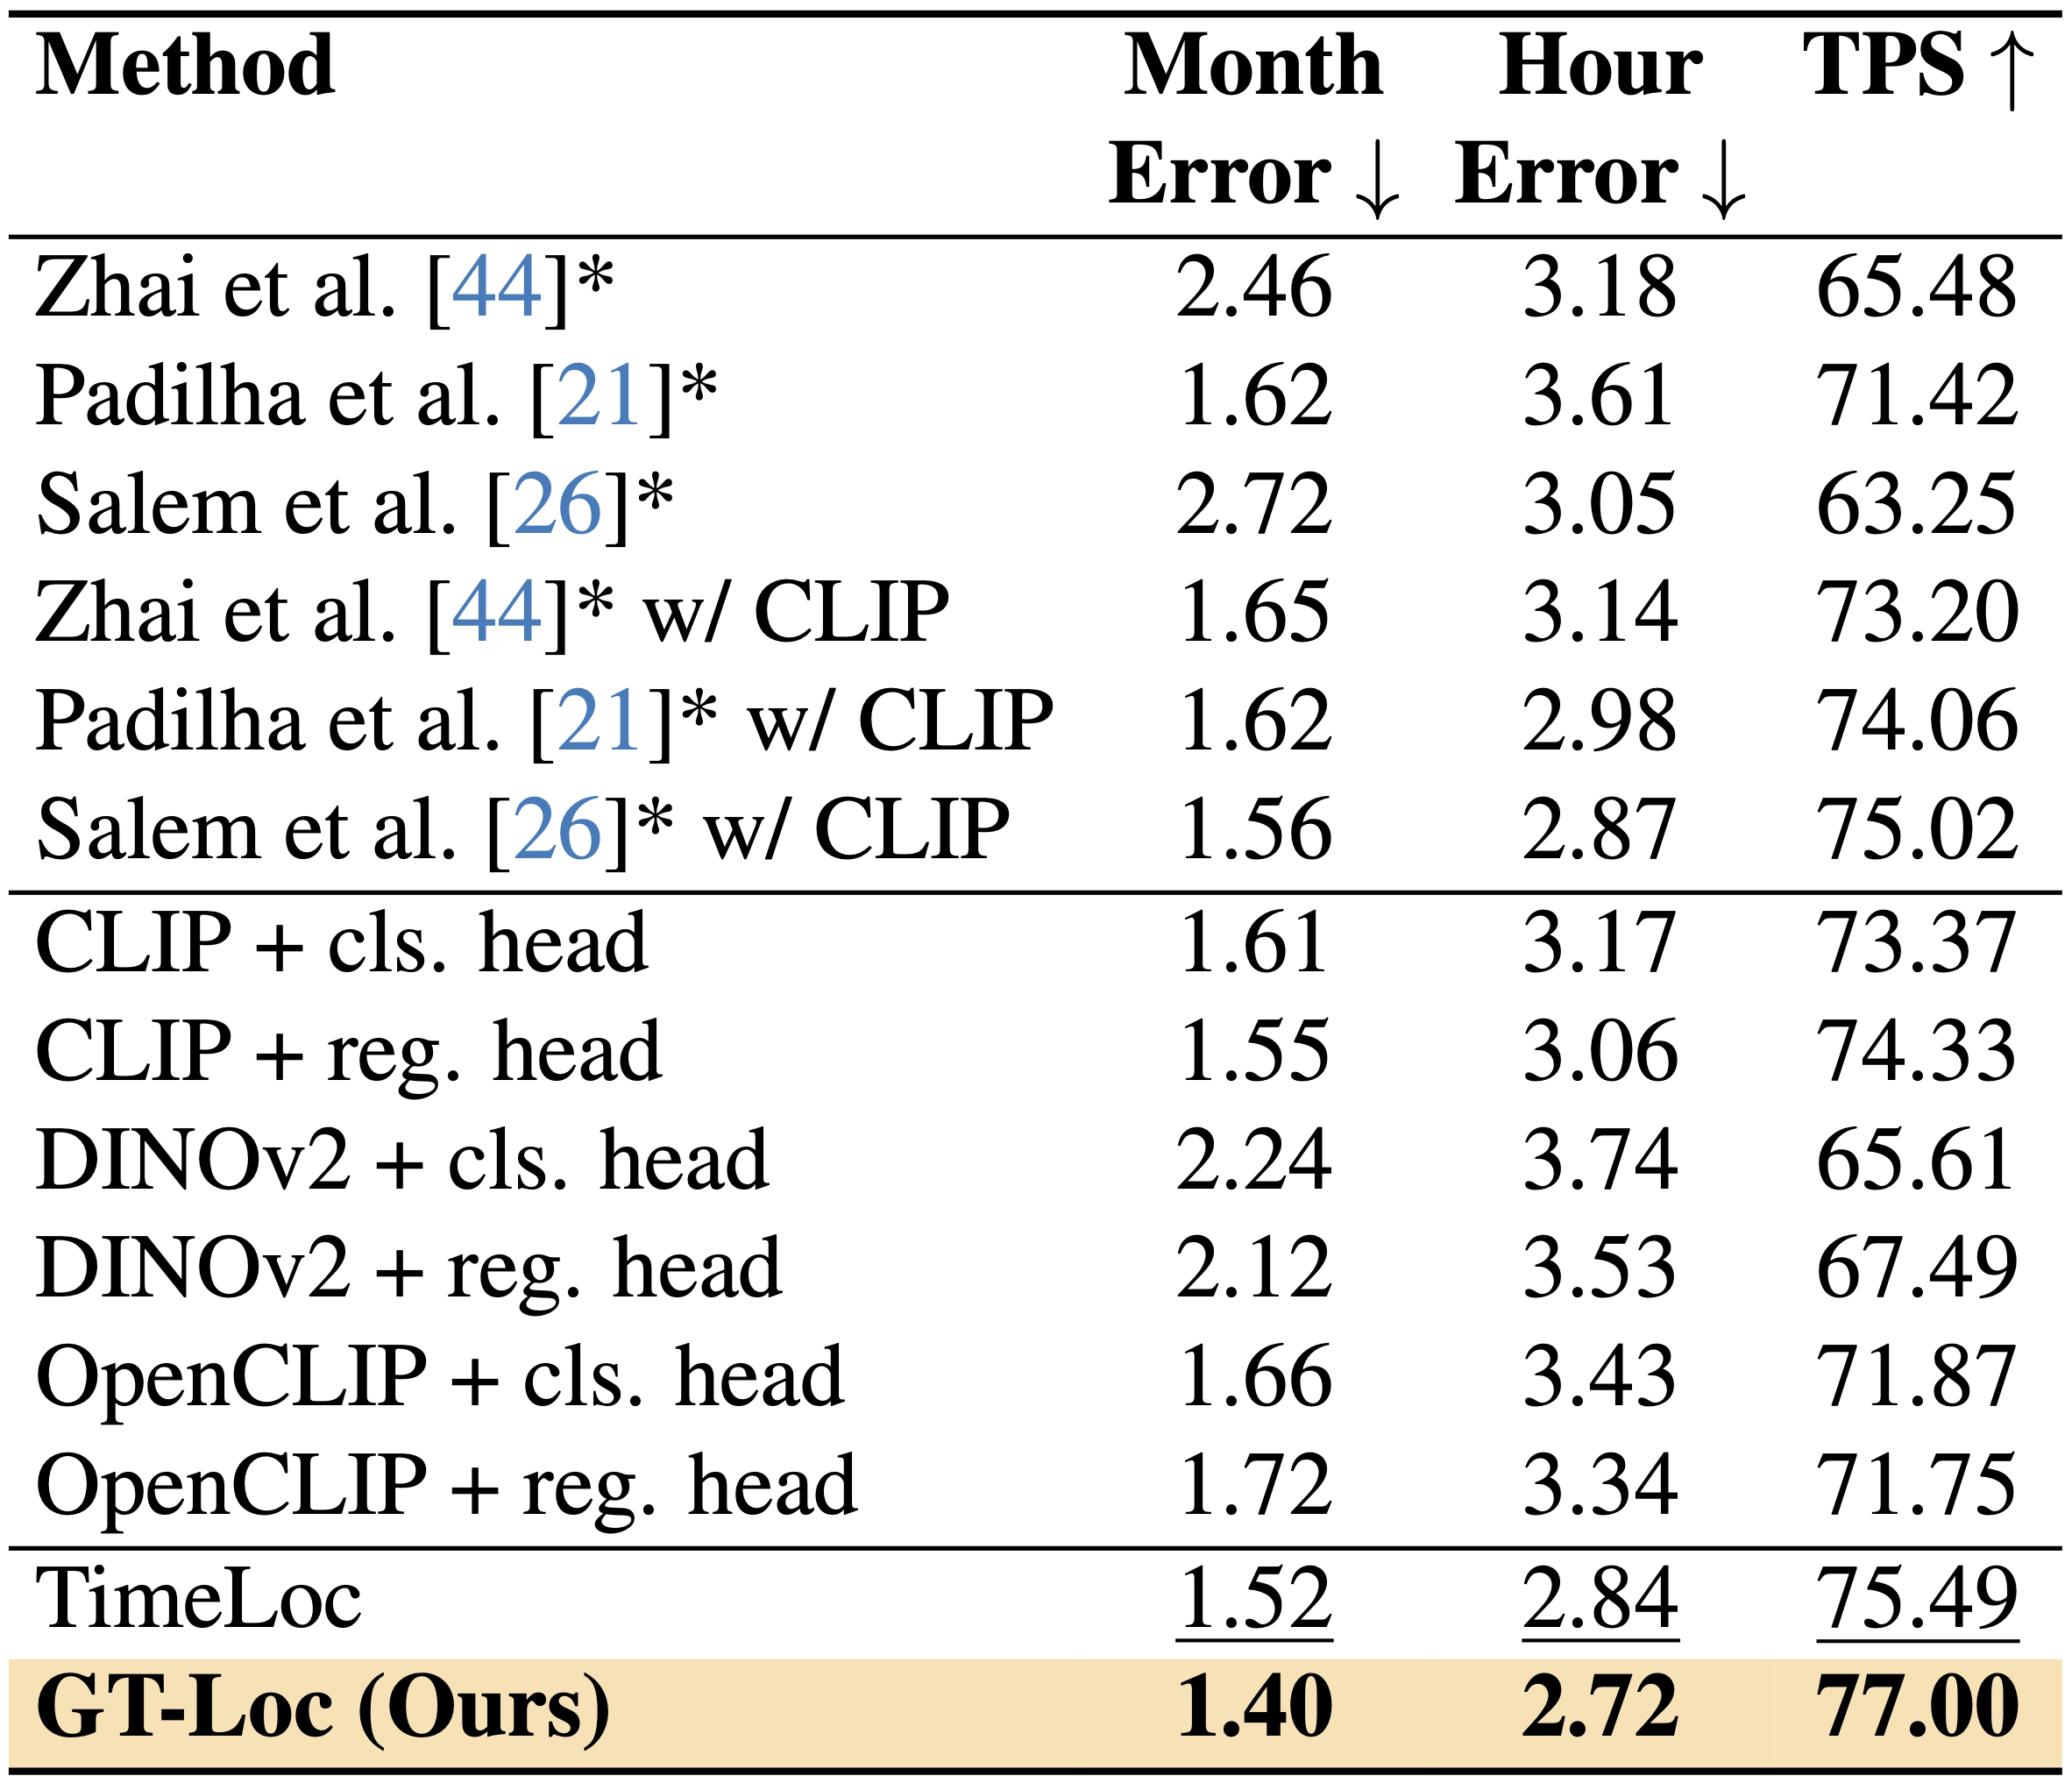 Method Month Hour TPS ↑
Error ↓ Error ↓
Zhai et al. [44]* 2.46 3.18 65.48
Padilha et al. [21]* 1.62 3.61 71.42
Salem et al. [26]* 2.72 3.05 63.25
Zhai et al. [44]* w/ CLIP 1.65 3.14 73.20
Padilha et al. [21]* w/ CLIP 1.62 2.98 74.06
Salem et al. [26]* w/ CLIP 1.56 2.87 75.02
CLIP + cls. head 1.61 3.17 73.37
CLIP + reg. head 1.55 3.06 74.33
DINOv2 + cls. head 2.24 3.74 65.61
DINOv2 + reg. head 2.12 3.53 67.49
OpenCLIP + cls. head 1.66 3.43 71.87
OpenCLIP + reg. head 1.72 3.34 71.75
TimeLoc 1.52 2.84 75.49
GT-Loc (Ours) 1.40 2.72 77.00